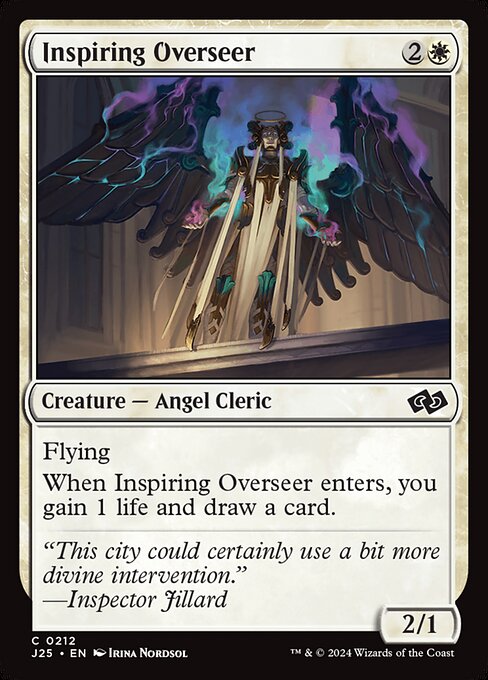 Inspiring Overseer 2
Creature — Angel Cleric
Flying
When Inspiring Overseer enters, you
gain 1 life and draw a card.
“This city could certainly use a bit more
divine intervention.”
—Inspector Jillard
2/1
C 0212
J25 • EN Irina Nordsol
™ & © 2024 Wizards of the Coast